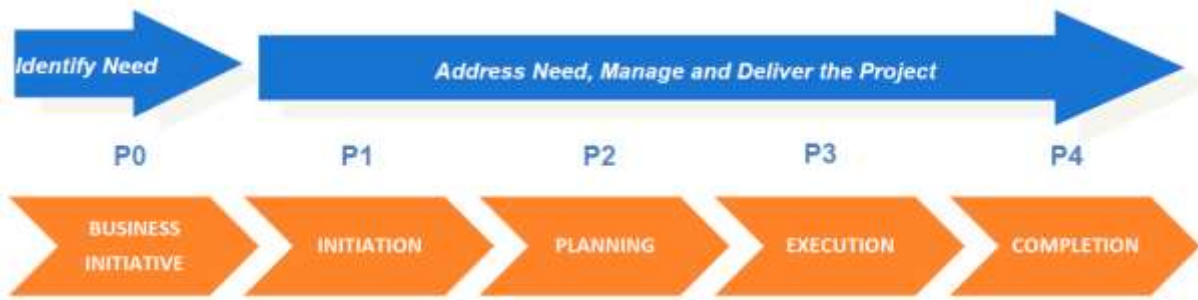 Identify Need
Address Need, Manage and Deliver the Project
P0
P1
P2
P3
P4
BUSINESS
INITIATIVE
INITIATION
PLANNING
EXECUTION
COMPLETION